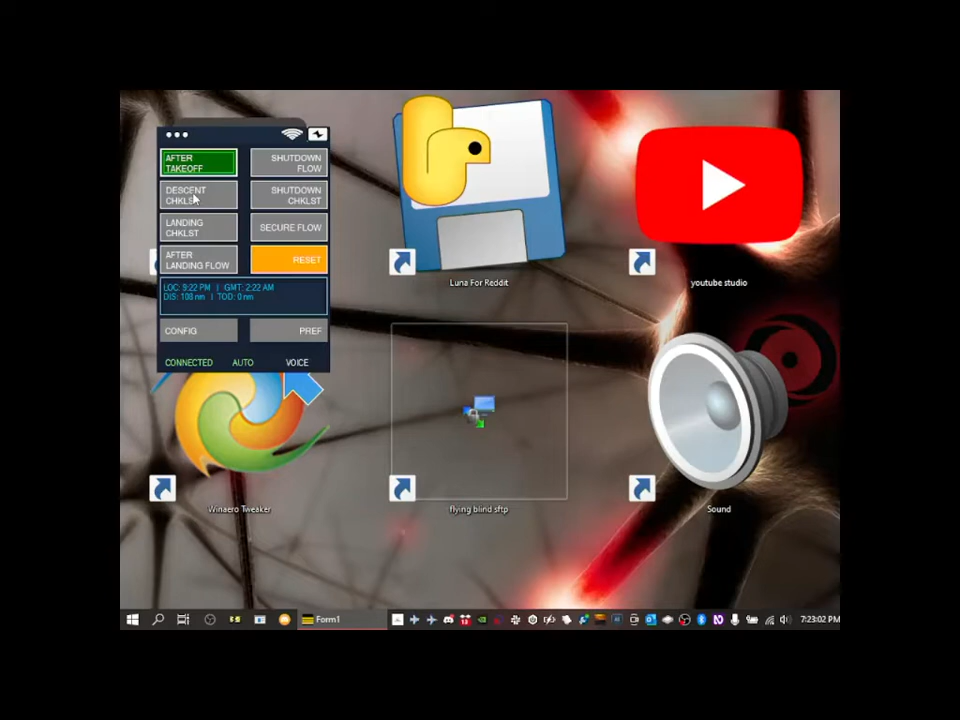 AFTER
TAKEOFF
SHUTDOWN
FLOW
DESCENT
CHKLST
SHUTDOWN
CHKLST
LANDING
CHKLST
SECURE FLOW
AFTER
LANDING FLOW
RESET
LOC: 9:22 PM | GMT: 2:22 AM
DIS: 108 nm | TOD: 0 nm
CONFIG
PREF
CONNECTED
AUTO
VOICE
Luna For Reddit
youtube studio
Winaero Tweaker
flying blind sftp
Sound
Form1
7:23:02 PM